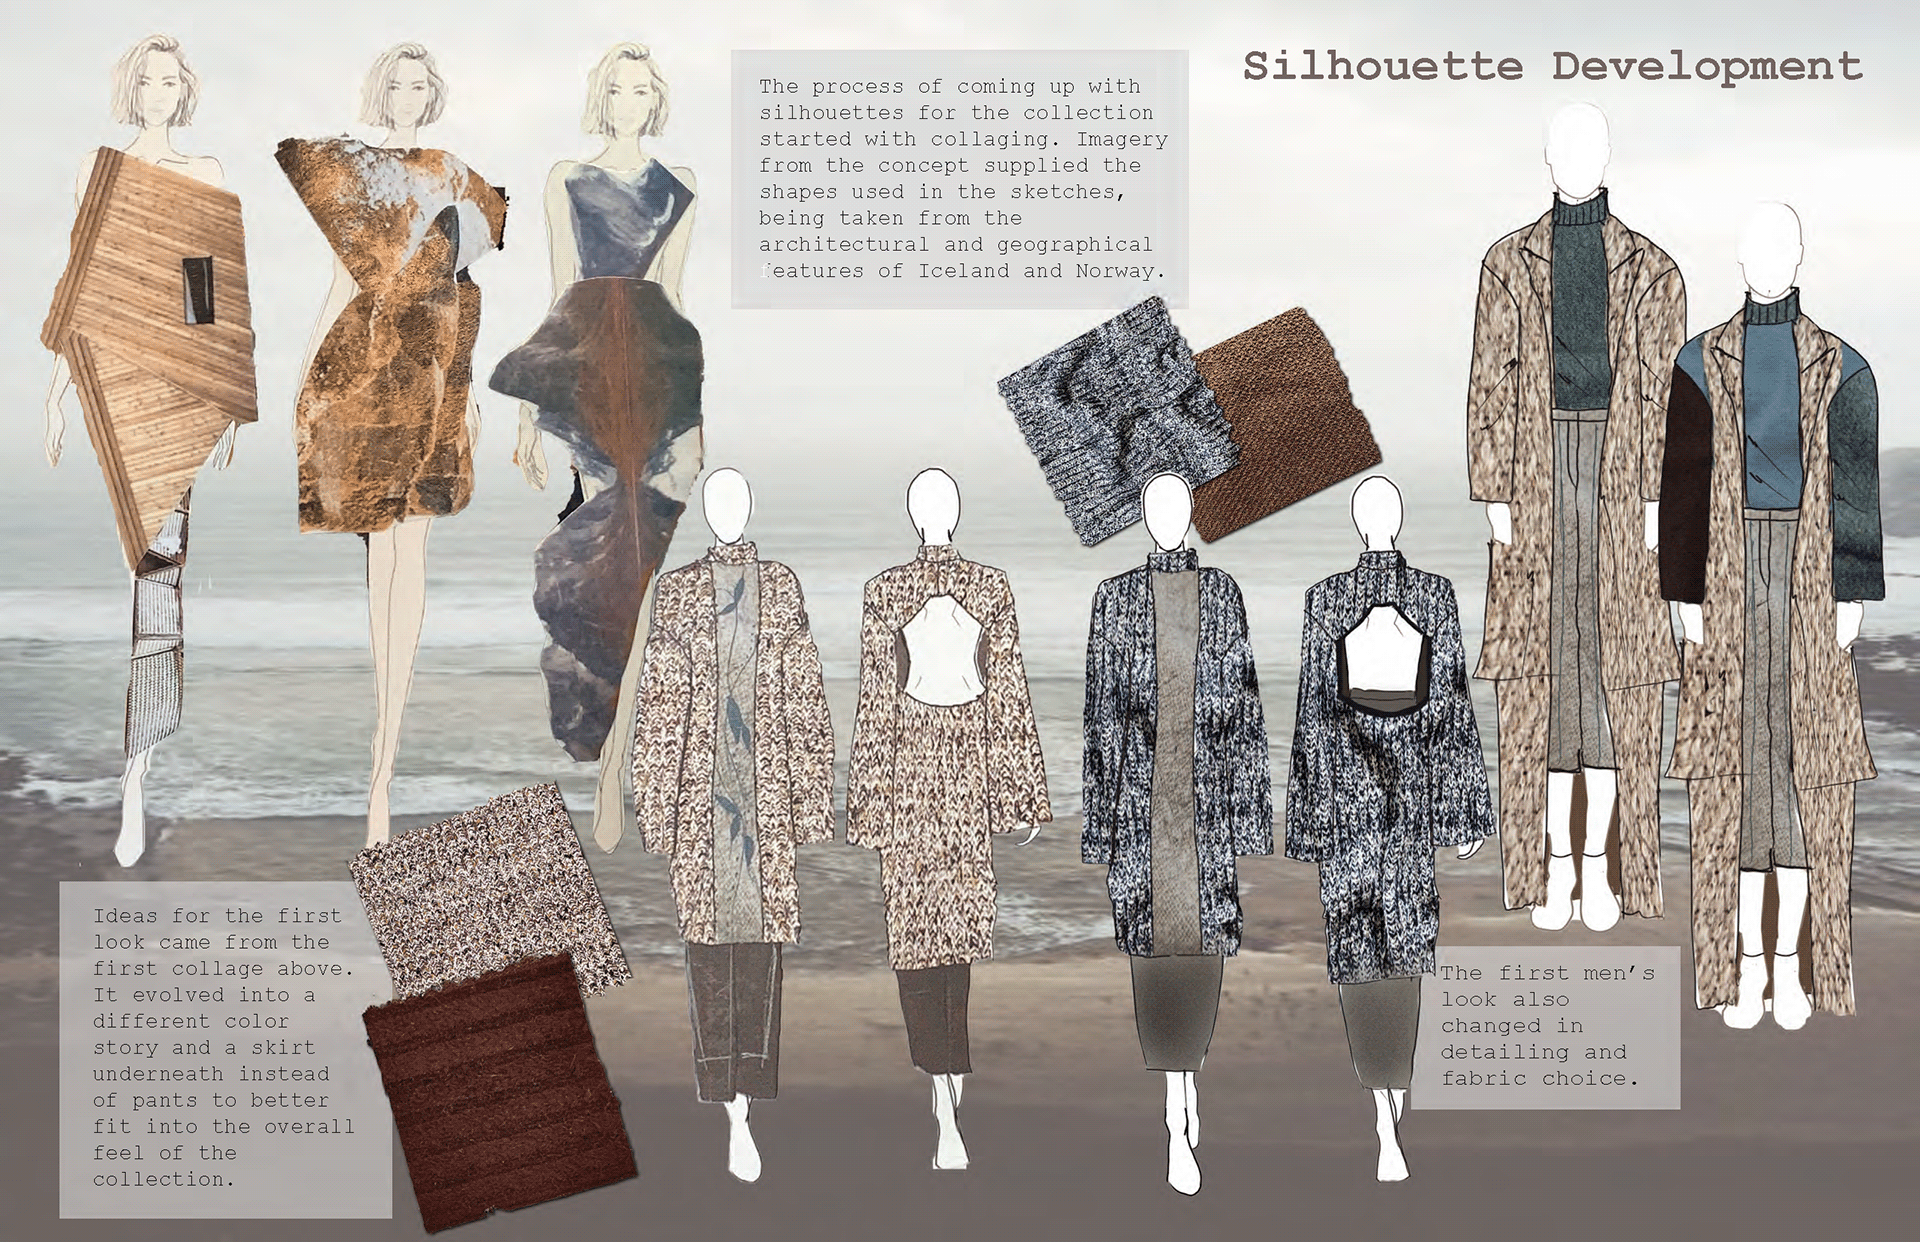 Silhouette Development
The process of coming up with
silhouettes for the collection
started with collaging. Imagery
from the concept supplied the
shapes used in the sketches,
being taken from the
architectural and geographical
features of Iceland and Norway.
Ideas for the first
look came from the
first collage above.
It evolved into a
different color
story and a skirt
underneath instead
of pants to better
fit into the overall
feel of the
collection.
The first men's
look also
changed in
detailing and
fabric choice.